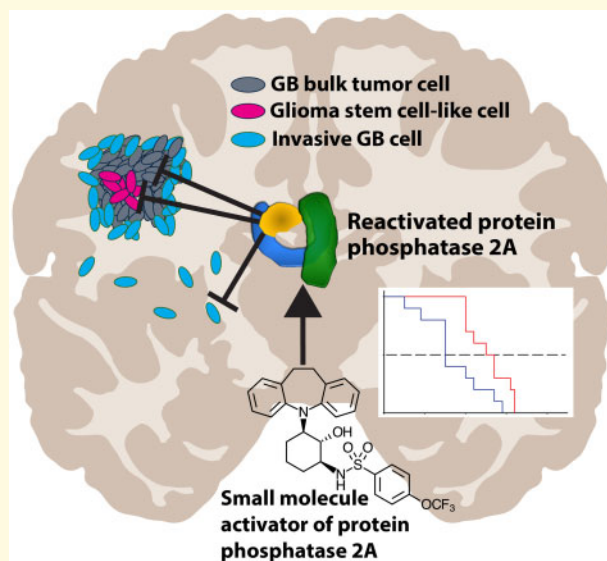 GB bulk tumor cell
Glioma stem cell-like cell
Invasive GB cell
Reactivated protein
phosphatase 2A
N
OH
O O
S
NH
OCF3
Small molecule
activator of protein
phosphatase 2A